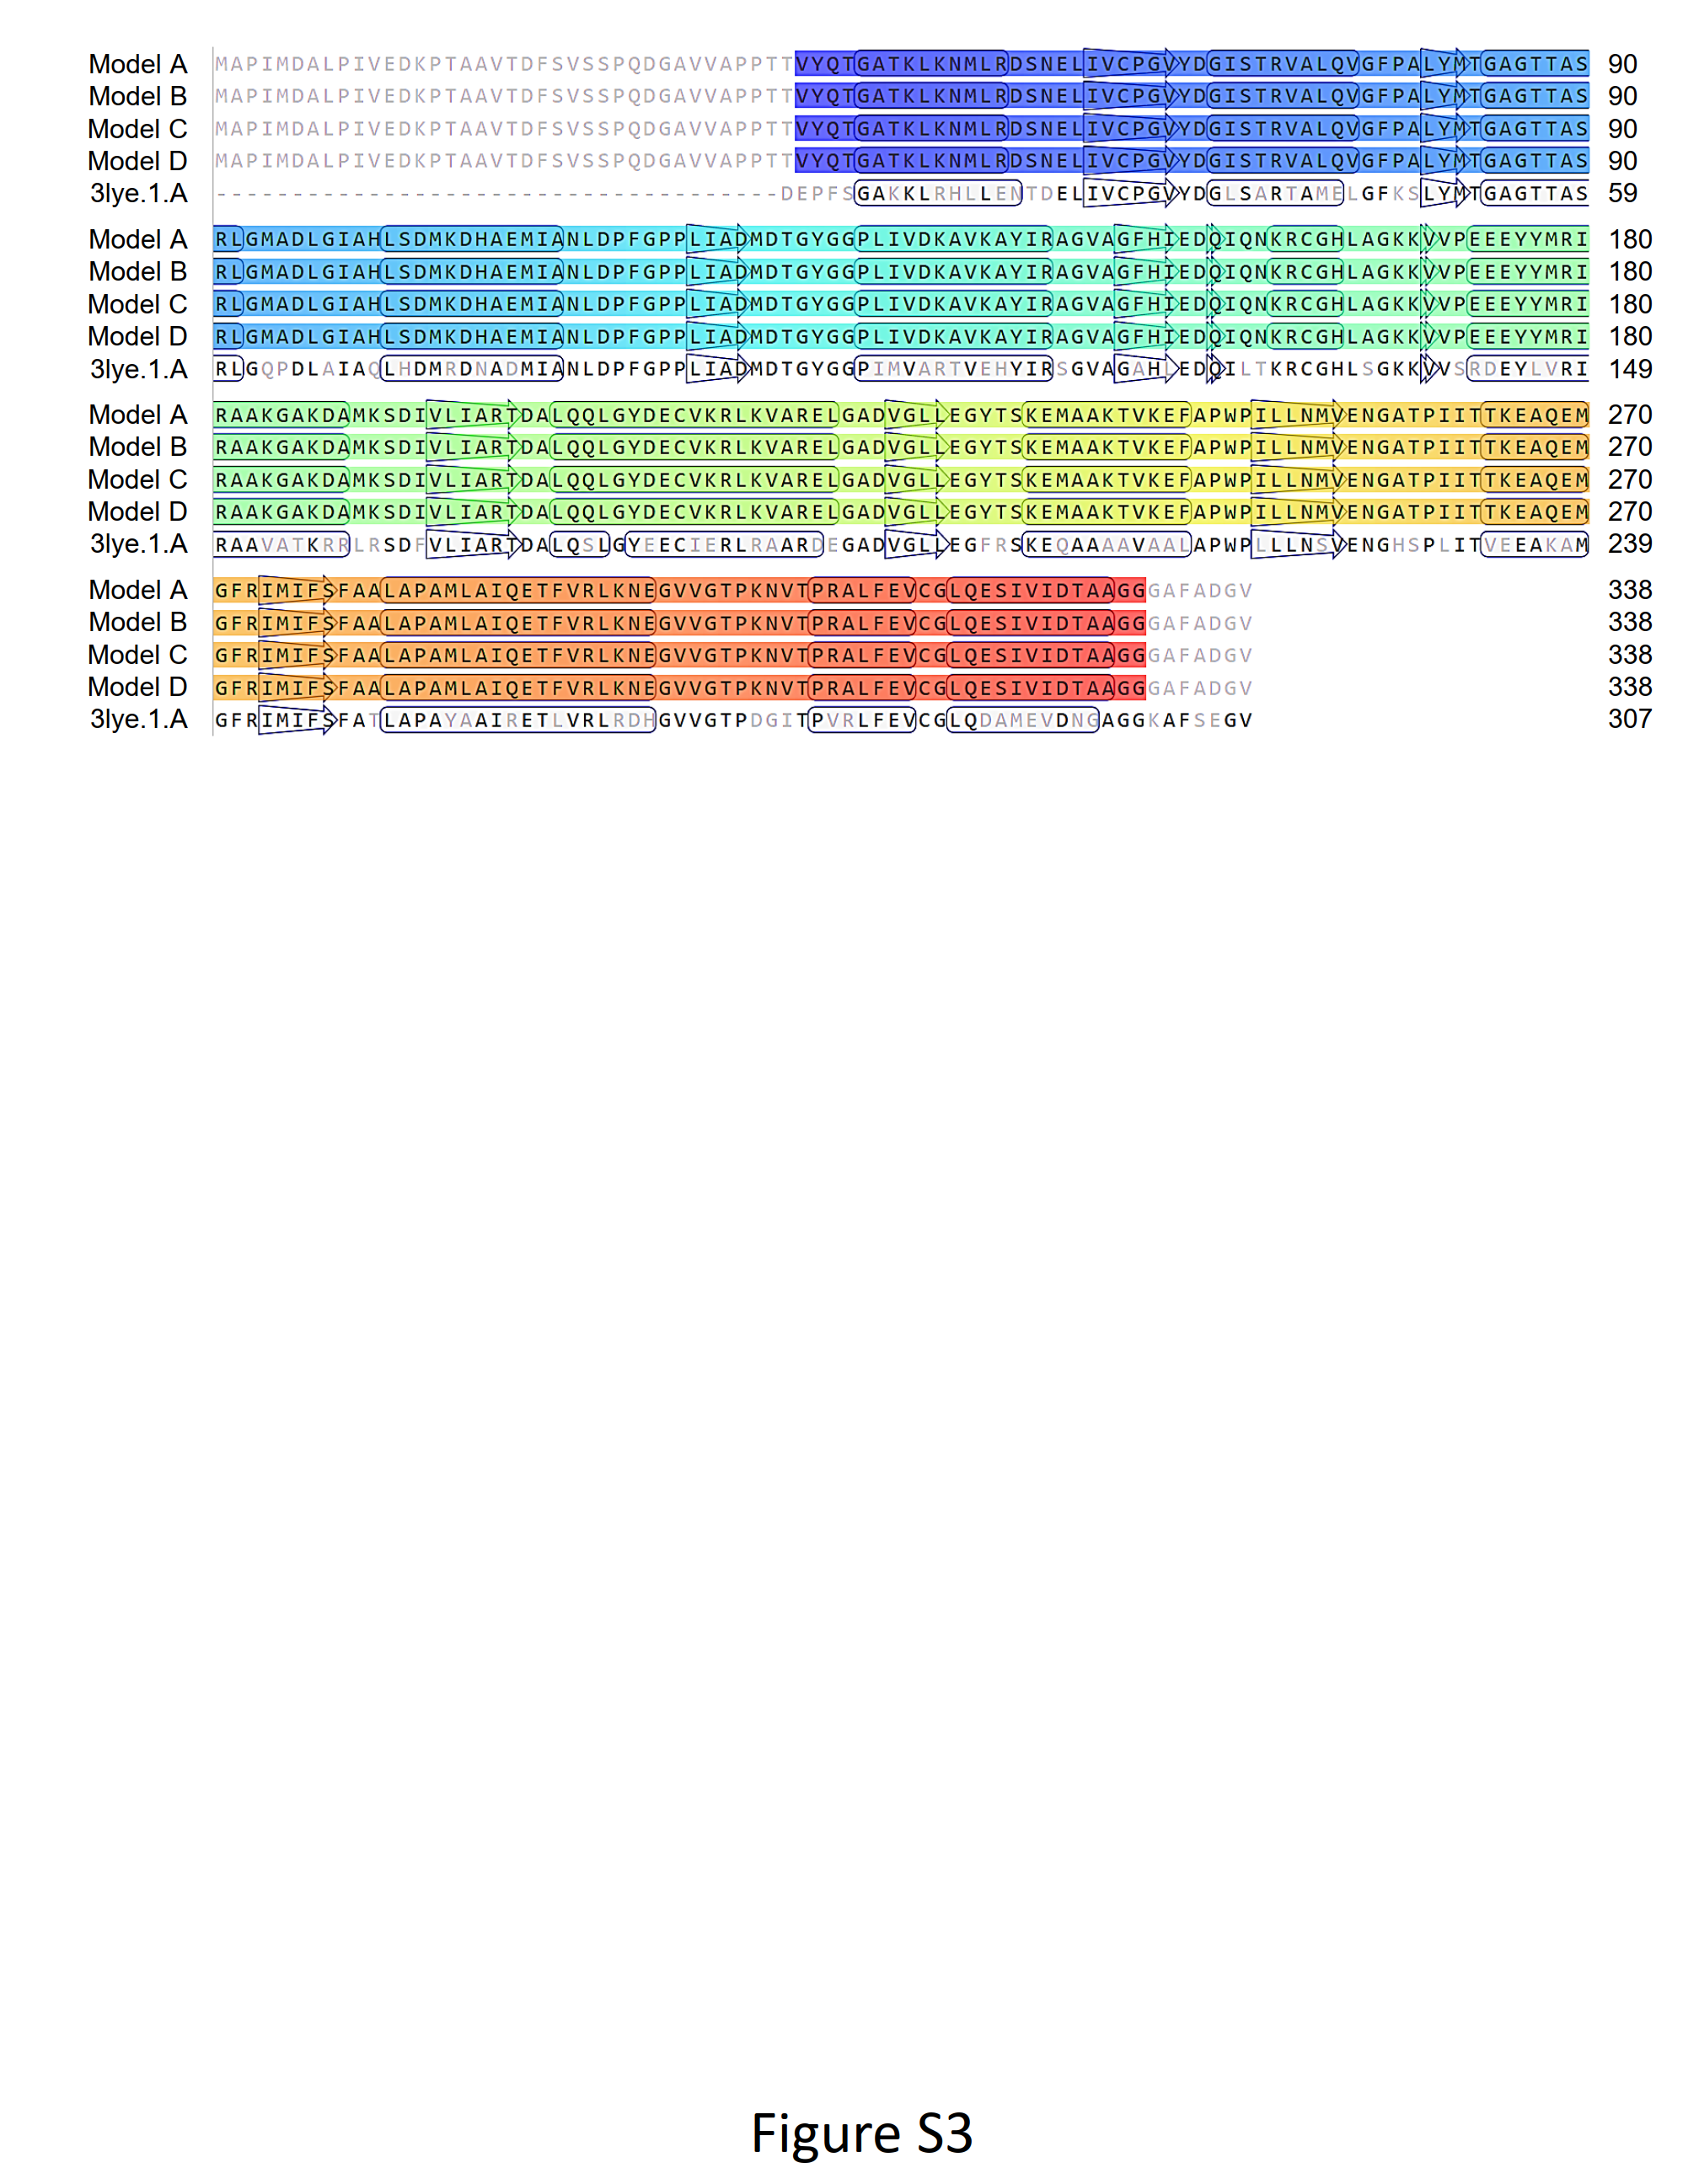 Model A MAPIMDALPIVEDKPTAAVTDFSVSSPQDGAVVAPPTTVYQTGATKLKNMLRDSNELIVCPGVYDGISTRVALQVGFPALYMTGAGTTAS 90
Model B MAPIMDALPIVEDKPTAAVTDFSVSSPQDGAVVAPPTTVYQTGATKLKNMLRDSNELIVCPGVYDGISTRVALQVGFPALYMTGAGTTAS 90
Model C MAPIMDALPIVEDKPTAAVTDFSVSSPQDGAVVAPPTTVYQTGATKLKNMLRDSNELIVCPGVYDGISTRVALQVGFPALYMTGAGTTAS 90
Model D MAPIMDALPIVEDKPTAAVTDFSVSSPQDGAVVAPPTTVYQTGATKLKNMLRDSNELIVCPGVYDGISTRVALQVGFPALYMTGAGTTAS 90
3lye.1.A -------------------------------------DEPFSGAKKLRHLLENTDELIVCPGVYDGLSARTAMELGFKSLYMTGAGTTAS 59
Model A RLGMADLGIAHLSDMKDHAEMIANLDPFGPPLIADMDTGYGGPLIVDKAVKAYIRAGVAGFHIEDQIQNKRCGHLAGKKVVPEEEYYMRI 180
Model B RLGMADLGIAHLSDMKDHAEMIANLDPFGPPLIADMDTGYGGPLIVDKAVKAYIRAGVAGFHIEDQIQNKRCGHLAGKKVVPEEEYYMRI 180
Model C RLGMADLGIAHLSDMKDHAEMIANLDPFGPPLIADMDTGYGGPLIVDKAVKAYIRAGVAGFHIEDQIQNKRCGHLAGKKVVPEEEYYMRI 180
Model D RLGMADLGIAHLSDMKDHAEMIANLDPFGPPLIADMDTGYGGPLIVDKAVKAYIRAGVAGFHIEDQIQNKRCGHLAGKKVVPEEEYYMRI 180
3lye.1.A RLGQPDLAIAQLHDMRDNADMIANLDPFGPPLIADMDTGYGGPIMVARTVEHYIRSGVAGAHLEDQILTKRCGHLSGKKVVSRDEYLVRI 149
Model A RAAKGAKDAMKSDIVLIARTDALQQLGYDECVKRLKVARELGADVGLLEGYTSKEMAAKTVKEFAPWPILLNMVENGATPIITTKEAQEM 270
Model B RAAKGAKDAMKSDIVLIARTDALQQLGYDECVKRLKVARELGADVGLLEGYTSKEMAAKTVKEFAPWPILLNMVENGATPIITTKEAQEM 270
Model C RAAKGAKDAMKSDIVLIARTDALQQLGYDECVKRLKVARELGADVGLLEGYTSKEMAAKTVKEFAPWPILLNMVENGATPIITTKEAQEM 270
Model D RAAKGAKDAMKSDIVLIARTDALQQLGYDECVKRLKVARELGADVGLLEGYTSKEMAAKTVKEFAPWPILLNMVENGATPIITTKEAQEM 270
3lye.1.A RAAVATKRRLRSDFVLIARTDALQSLGYEECIERLRAARDEGADVGLLEGFRSKEQAAAAVAALAPWPLLLNSVENGHSPLITVEEAKAM 239
Model A GFRIMIFSFAALAPAMLAIQETFVRLKNEGVVGTPKNVTPRALFEVCGLQESIVIDTAAGGGAFADGV 338
Model B GFRIMIFSFAALAPAMLAIQETFVRLKNEGVVGTPKNVTPRALFEVCGLQESIVIDTAAGGGAFADGV 338
Model C GFRIMIFSFAALAPAMLAIQETFVRLKNEGVVGTPKNVTPRALFEVCGLQESIVIDTAAGGGAFADGV 338
Model D GFRIMIFSFAALAPAMLAIQETFVRLKNEGVVGTPKNVTPRALFEVCGLQESIVIDTAAGGGAFADGV 338
3lye.1.A GFRIMIFSFATLAPAYAAIRETLVRLRDHGVVGTPDGITPVRLFEVCGLQDAMEVDNGAGGKAFSEGV 307
Figure S3